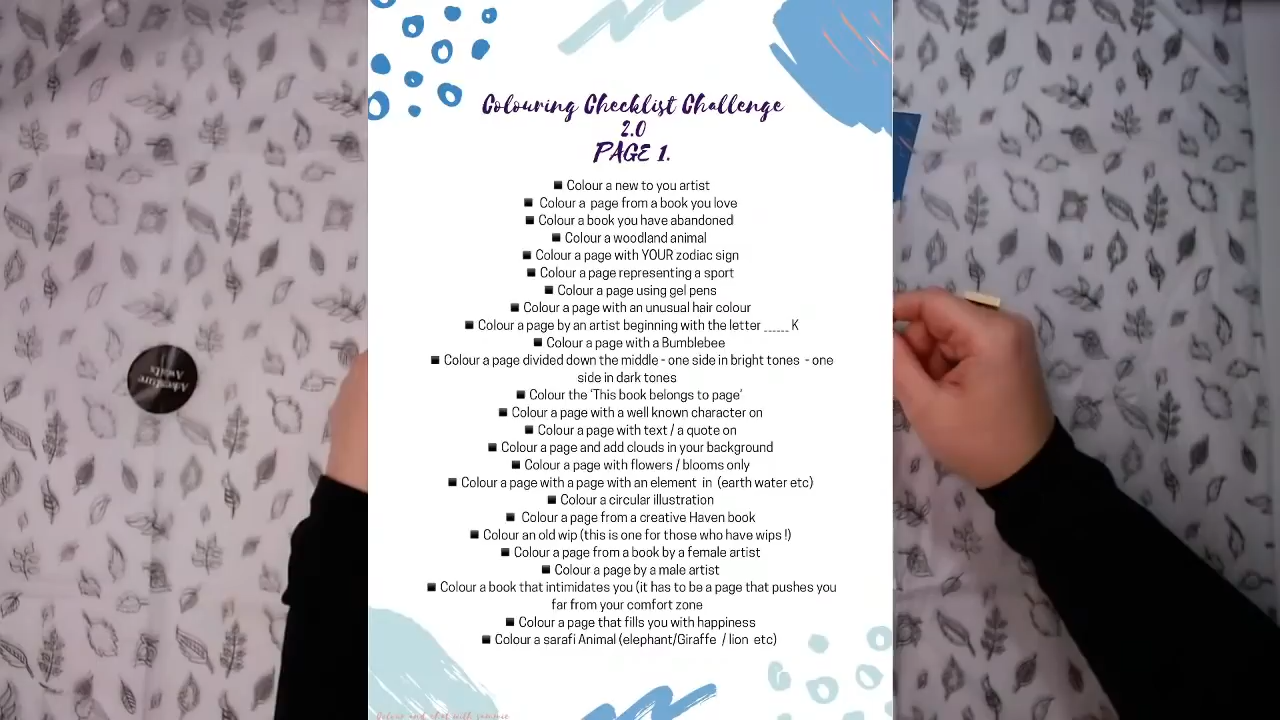 Colouring Checklist Challenge
2.0
PAGE 1.
◾ Colour a new to you artist
◾ Colour a page from a book you love
◾ Colour a book you have abandoned
◾ Colour a woodland animal
◾ Colour a page with YOUR zodiac sign
◾ Colour a page representing a sport
◾ Colour a page using gel pens
◾ Colour a page with an unusual hair colour
◾ Colour a page by an artist beginning with the letter ______ K
◾ Colour a page with a Bumblebee
◾ Colour a page divided down the middle - one side in bright tones - one
side in dark tones
◾ Colour the ‘This book belongs to page’
◾ Colour a page with a well known character on
◾ Colour a page with text / a quote on
◾ Colour a page and add clouds in your background
◾ Colour a page with flowers / blooms only
◾ Colour a page with a page with an element in (earth water etc)
◾ Colour a circular illustration
◾ Colour a page from a creative Haven book
◾ Colour an old wip (this is one for those who have wips !)
◾ Colour a page from a book by a female artist
◾ Colour a page by a male artist
◾ Colour a book that intimidates you (it has to be a page that pushes you
far from your comfort zone
◾ Colour a page that fills you with happiness
◾ Colour a sarafi Animal (elephant/Giraffe / lion etc)
Colour and chat with sammie
Adventure
Awaits